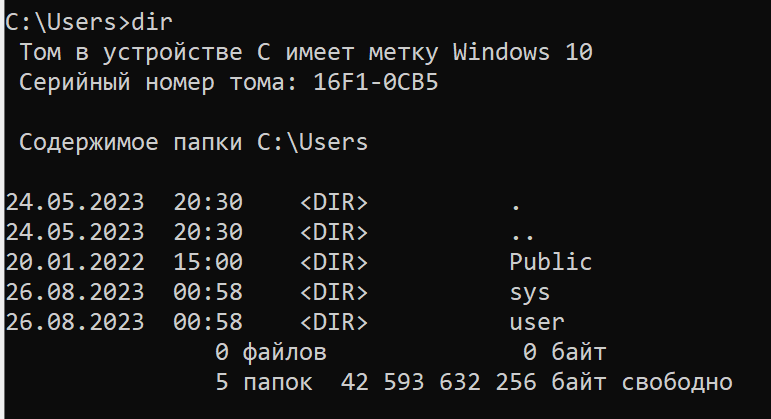 C:\Users>dir
Том в устройстве C имеет метку Windows 10
Серийный номер тома: 16F1-0CB5
Содержимое папки C:\Users
24.05.2023  20:30    <DIR>          .
24.05.2023  20:30    <DIR>          ..
20.01.2022  15:00    <DIR>          Public
26.08.2023  00:58    <DIR>          sys
26.08.2023  00:58    <DIR>          user
0 файлов              0 байт
5 папок  42 593 632 256 байт свободно